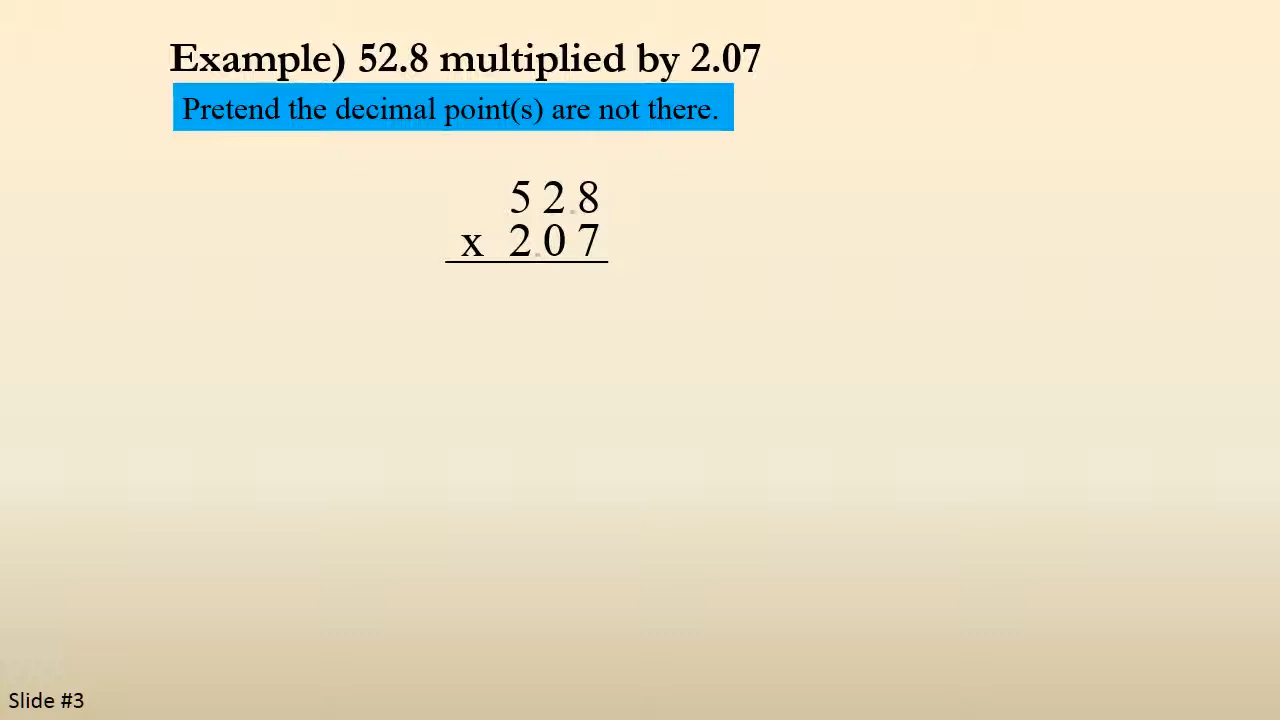 Example) 52.8 multiplied by 2.07
Pretend the decimal point(s) are not there.
5 2.8
x 2.0 7
Slide #3